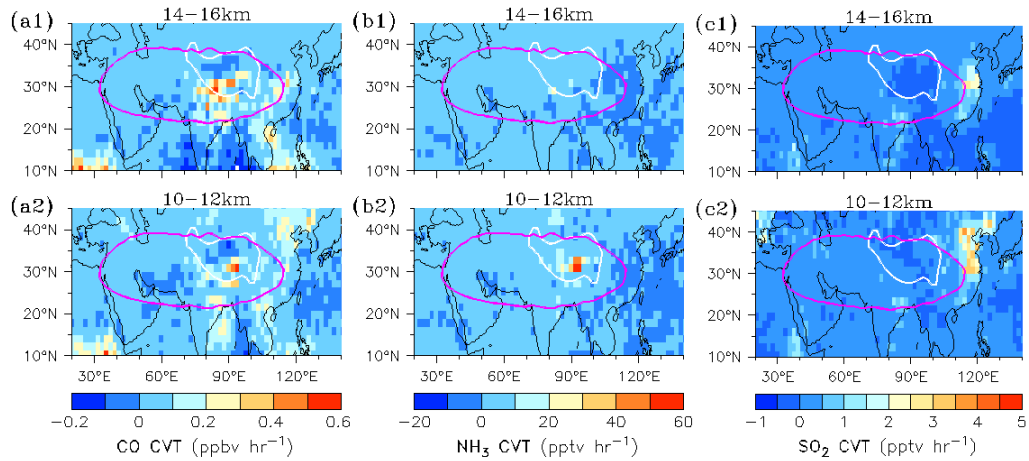 (a1) 14−16km (b1) 14−16km c1) 14−16km
40°N 40°N 40°N
30°N 30°N 30°N
20°N 20°N 20°N
10°N 10°N 10°N
(a2) 10−12km (b2) 10−12km c2) 10−12km
40°N 40°N 40°N
30°N 30°N 30°N
20°N 20°N 20°N
10°N 10°N 10°N
30°E 60°E 90°E 120°E 30°E 60°E 90°E 120°E 30°E 60°E 90°E 120°E
−0.2 0 0.2 0.4 0.6 −20 0 20 40 60 −1 0 1 2 3 4 5
CO CVT (ppbv hr⁻¹) NH₃ CVT (pptv hr⁻¹) SO₂ CVT (pptv hr⁻¹)